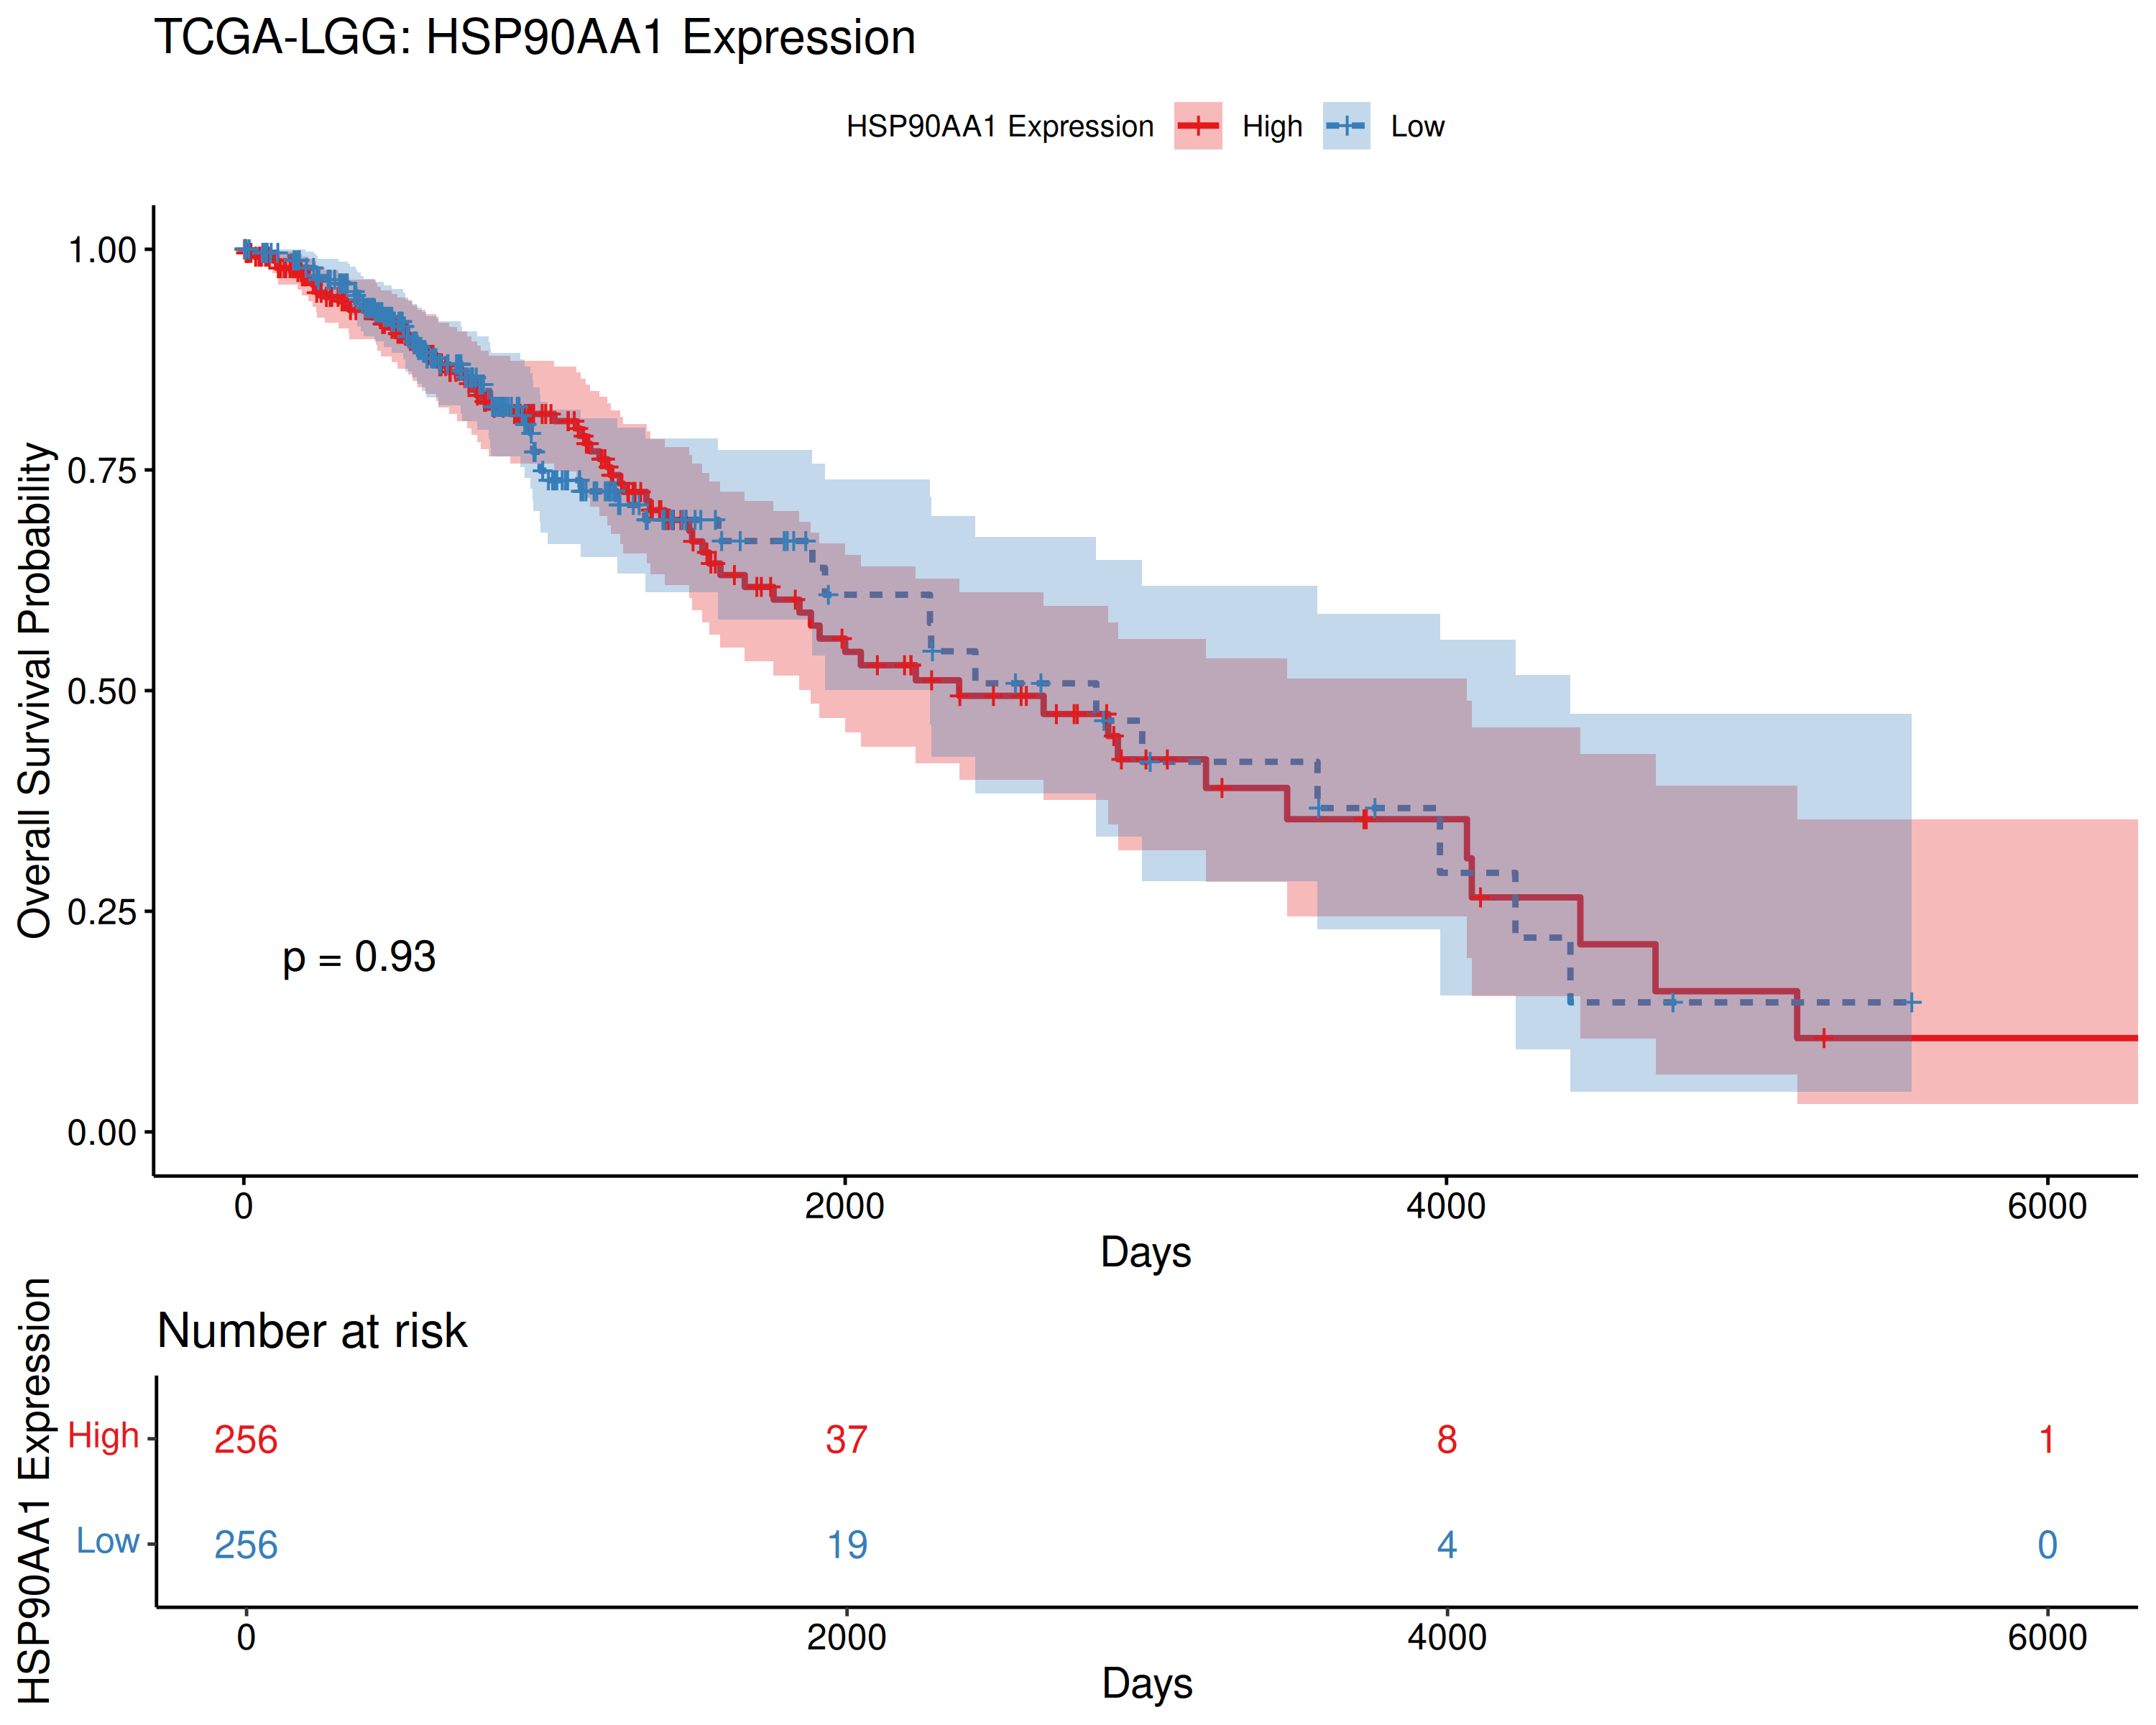 TCGA-LGG: HSP90AA1 Expression
HSP90AA1 Expression High Low
Overall Survival Probability
1.00
0.75
0.50
0.25
0.00
p = 0.93
0 2000 4000 6000
Days
Number at risk
HSP90AA1 Expression
High 256 37 8 1
Low 256 19 4 0
0 2000 4000 6000
Days